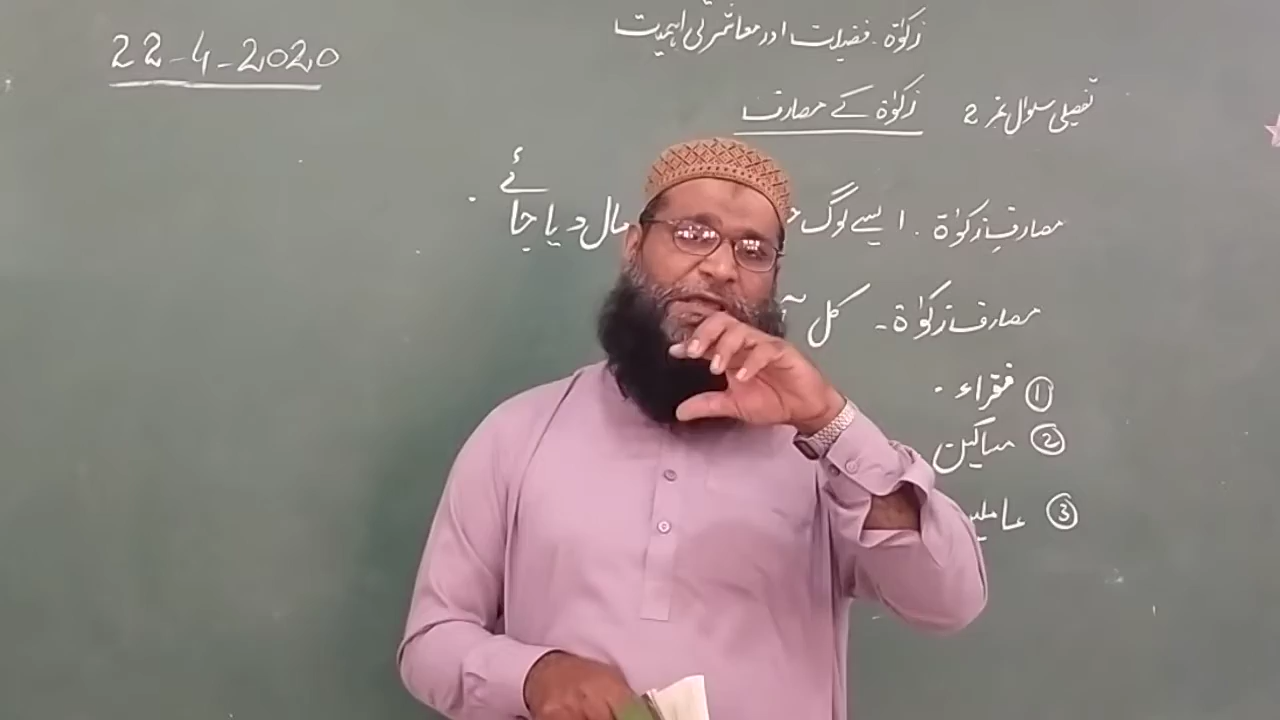 22-4-2020
زکوٰۃ۔ فضیلت اور معاشرتی اہمیت
تفصیلی سوال نمبر 2 زکوٰۃ کے مصارف
مصارفِ زکوٰۃ ۔ ایسے لوگ مال دیا جائے ۔
مصارف زکوٰۃ ۔ کل
① فقراء ۔
② مساکین
③